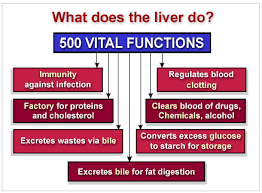 What does the liver do?
500 VITAL FUNCTIONS
Immunity
against infection
Regulates blood
clotting
Factory for proteins
and cholesterol
Clears blood of drugs,
Chemicals, alcohol
Excretes wastes via bile
Converts excess glucose
to starch for storage
Excretes bile for fat digestion